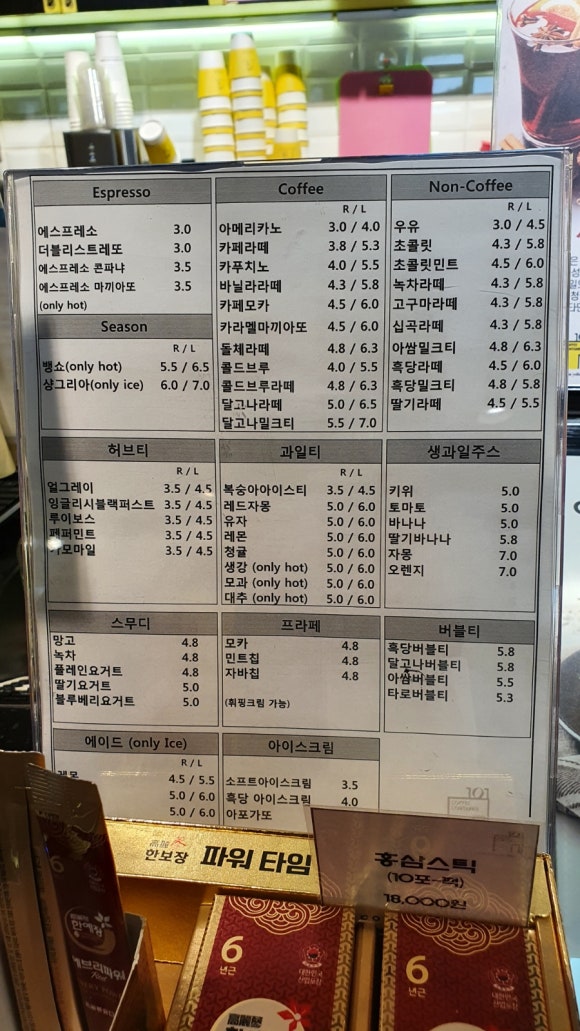 Espresso
에스프레소 3.0
더블리스트레또 3.0
에스프레소 콘파냐 3.5
에스프레소 마끼아또 3.5
(only hot)
Season
R / L
뱅쇼(only hot) 5.5 / 6.5
샹그리아(only ice) 6.0 / 7.0
Coffee
R / L
아메리카노 3.0 / 4.0
카페라떼 3.8 / 5.3
카푸치노 4.0 / 5.5
바닐라라떼 4.3 / 5.8
카페모카 4.5 / 6.0
카라멜마끼아또 4.5 / 6.0
돌체라떼 4.8 / 6.3
콜드브루 4.0 / 5.5
콜드브루라떼 4.8 / 6.3
달고나라떼 5.0 / 6.5
달고나밀크티 5.5 / 7.0
Non-Coffee
R / L
우유 3.0 / 4.5
초콜릿 4.3 / 5.8
초콜릿민트 4.5 / 6.0
녹차라떼 4.3 / 5.8
고구마라떼 4.3 / 5.8
십곡라떼 4.3 / 5.8
아쌈밀크티 4.8 / 6.3
흑당라떼 4.5 / 6.0
흑당밀크티 4.8 / 5.8
딸기라떼 4.5 / 5.5
허브티
R / L
얼그레이 3.5 / 4.5
잉글리시블랙퍼스트 3.5 / 4.5
루이보스 3.5 / 4.5
페퍼민트 3.5 / 4.5
카모마일 3.5 / 4.5
과일티
R / L
복숭아아이스티 3.5 / 4.5
레드자몽 5.0 / 6.0
유자 5.0 / 6.0
레몬 5.0 / 6.0
청귤 5.0 / 6.0
생강 (only hot) 5.0 / 6.0
모과 (only hot) 5.0 / 6.0
대추 (only hot) 5.0 / 6.0
생과일주스
키위 5.0
토마토 5.0
바나나 5.0
딸기바나나 5.8
자몽 7.0
오렌지 7.0
스무디
망고 4.8
녹차 4.8
플레인요거트 4.8
딸기요거트 5.0
블루베리요거트 5.0
프라페
모카 4.8
민트칩 4.8
자바칩 4.8
(휘핑크림 가능)
버블티
흑당버블티 5.8
달고나버블티 5.8
아쌈버블티 5.5
타로버블티 5.3
에이드 (only Ice)
R / L
레몬 4.5 / 5.5
5.0 / 6.0
5.0 / 6.0
아이스크림
소프트아이스크림 3.5
흑당 아이스크림 4.0
아포가또
한보장 파워 타임
홍삼스틱
(10포-팩)
18,000원
6
6
년근
대한민국
산업포장
6
년근
대한민국
산업포장